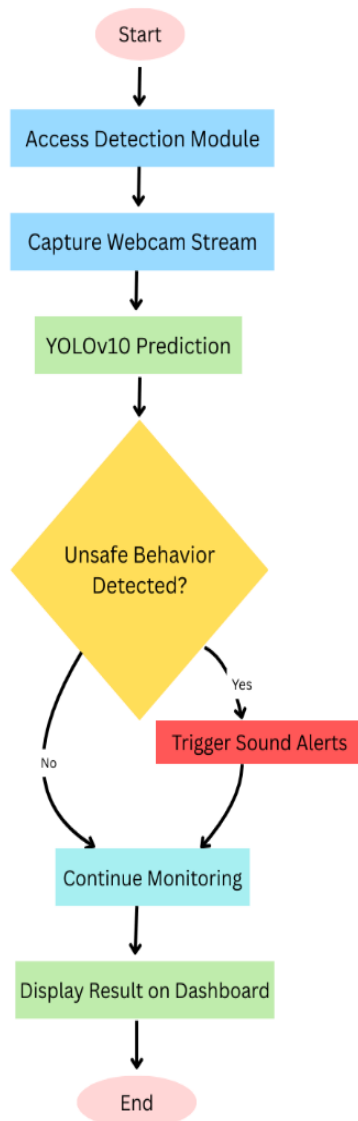 Start
Access Detection Module
Capture Webcam Stream
YOLOv10 Prediction
Unsafe Behavior
Detected?
Yes
Trigger Sound Alerts
No
Continue Monitoring
Display Result on Dashboard
End